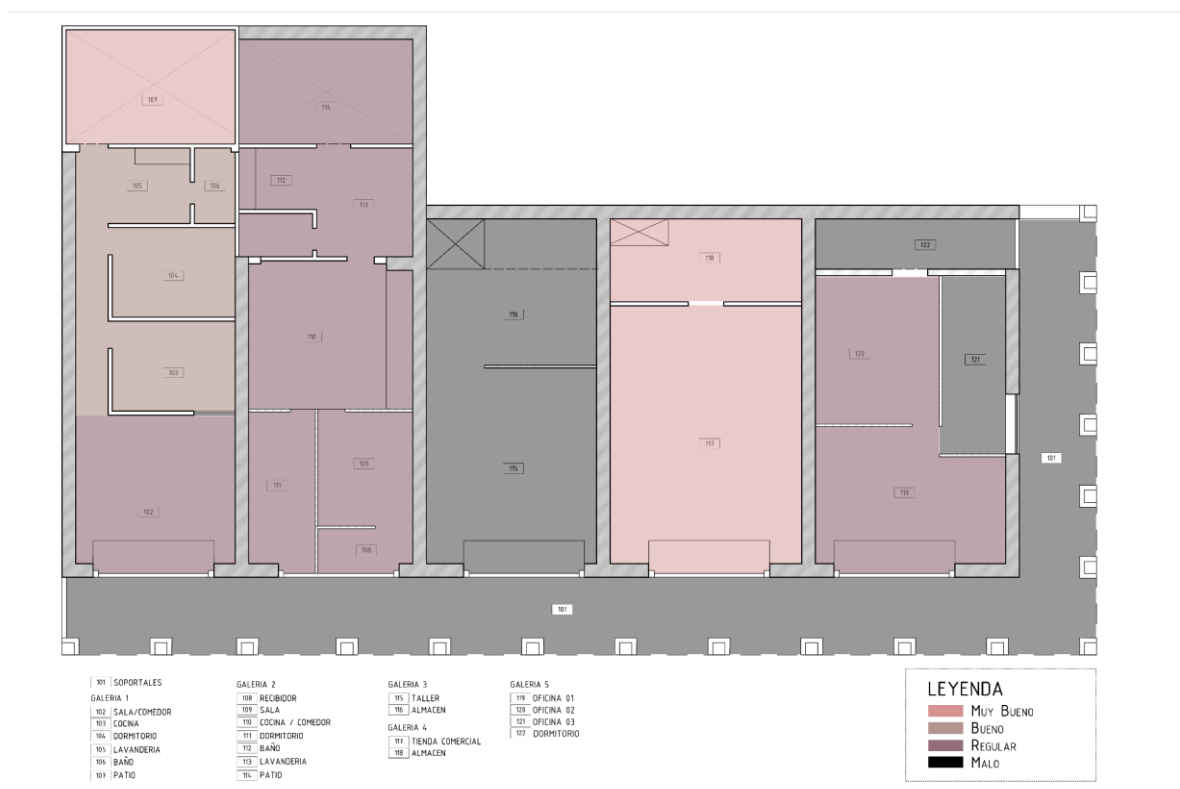 107
114
105
106
112
113
104
103
110
102
111
109
108
116
115
118
117
122
120
121
119
101
101
101 SOPORTALES
GALERIA 1
102 SALA/COMEDOR
103 COCINA
104 DORMITORIO
105 LAVANDERIA
106 BAÑO
107 PATIO
GALERIA 2
108 RECIBIDOR
109 SALA
110 COCINA / COMEDOR
111 DORMITORIO
112 BAÑO
113 LAVANDERIA
114 PATIO
GALERIA 3
115 TALLER
116 ALMACEN
GALERIA 4
117 TIENDA COMERCIAL
118 ALMACEN
GALERIA 5
119 OFICINA 01
120 OFICINA 02
121 OFICINA 03
122 DORMITORIO
LEYENDA
MUY BUENO
BUENO
REGULAR
MALO